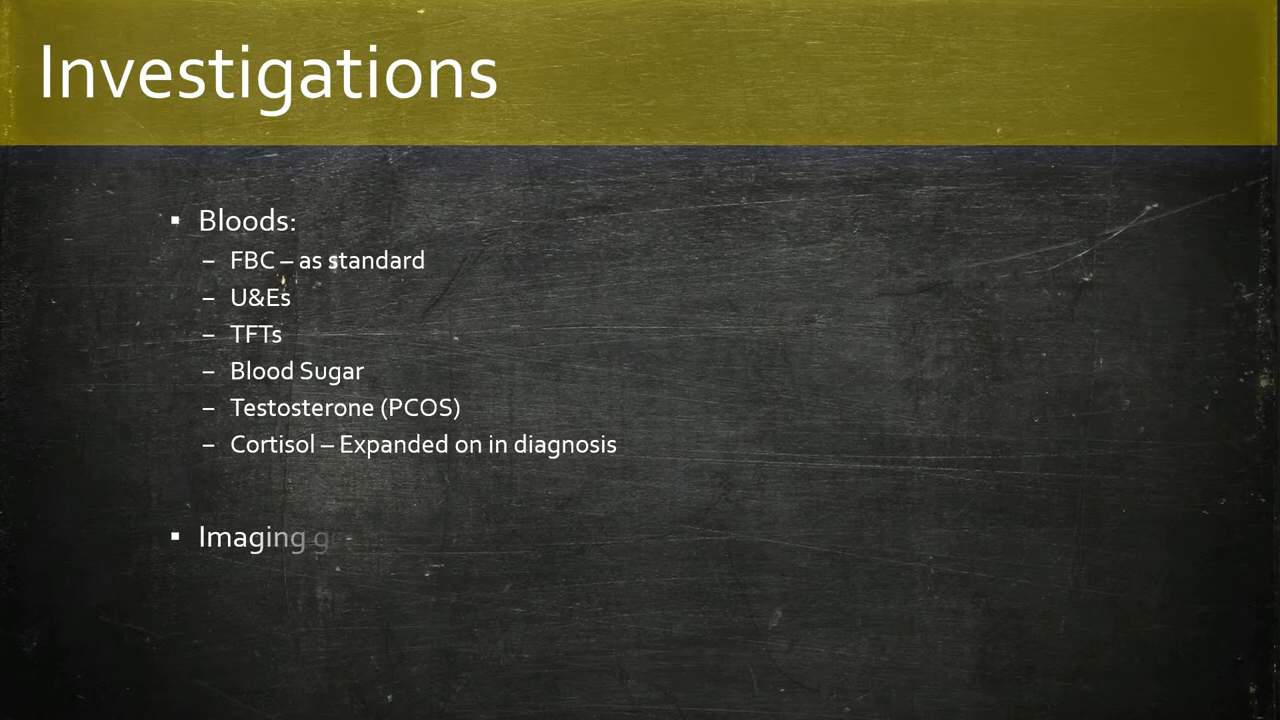 Investigations
▪ Bloods:
– FBC – as standard
– U&Es
– TFTs
– Blood Sugar
– Testosterone (PCOS)
– Cortisol – Expanded on in diagnosis
▪ Imaging